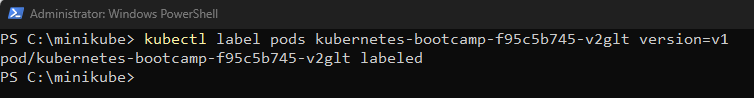 Administrator: Windows PowerShell
PS C:\minikube> kubectl label pods kubernetes-bootcamp-f95c5b745-v2glt version=v1
pod/kubernetes-bootcamp-f95c5b745-v2glt labeled
PS C:\minikube>